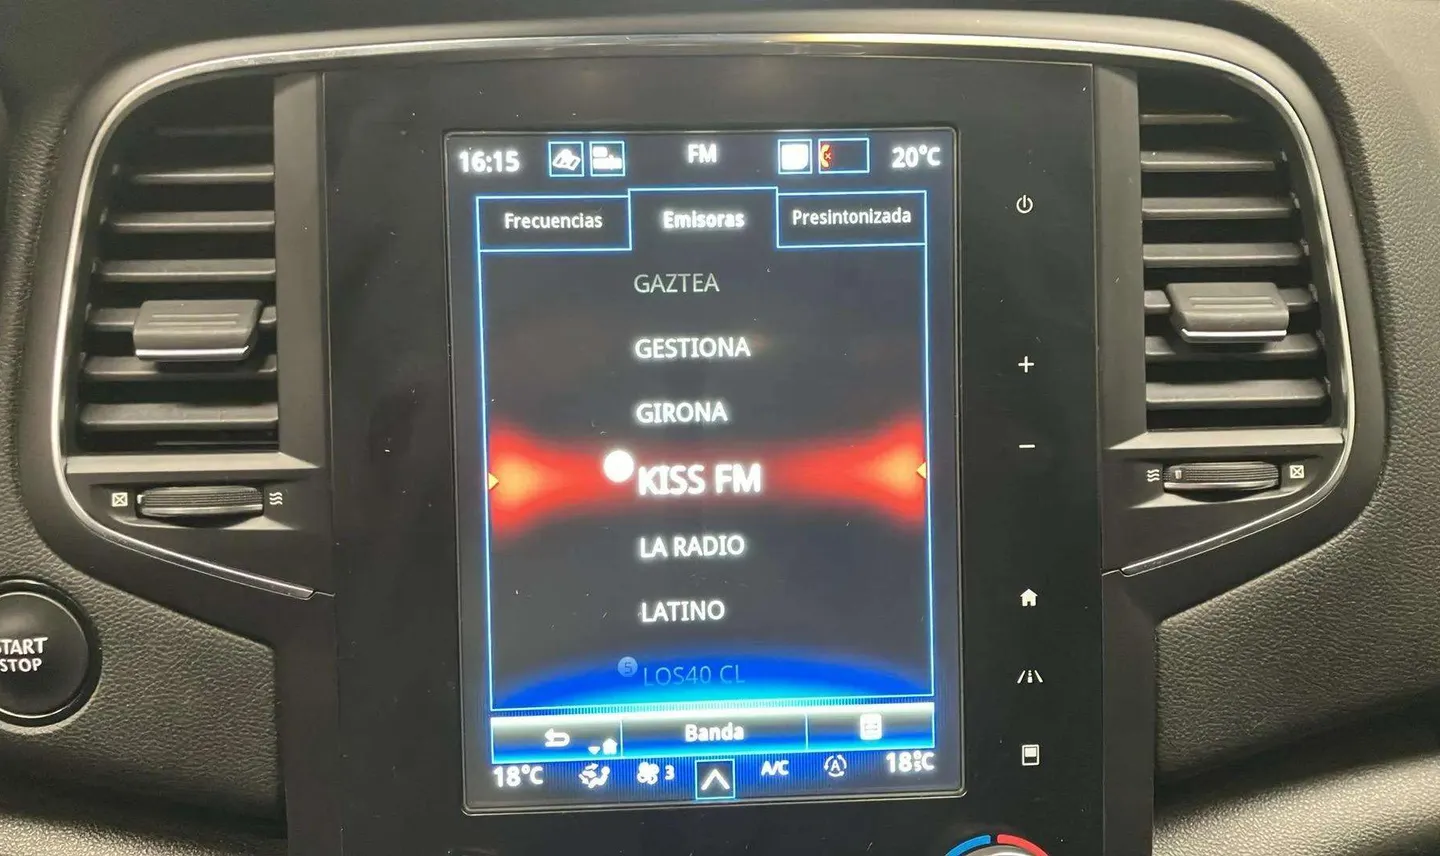 16:15 FM 20°C
Frecuencias Emisoras Presintonizada
GAZTEA
GESTIONA
GIRONA
KISS FM
LA RADIO
LATINO
5 LOS40 CL
Banda
18°C 3 A/C A 18°C
START
STOP